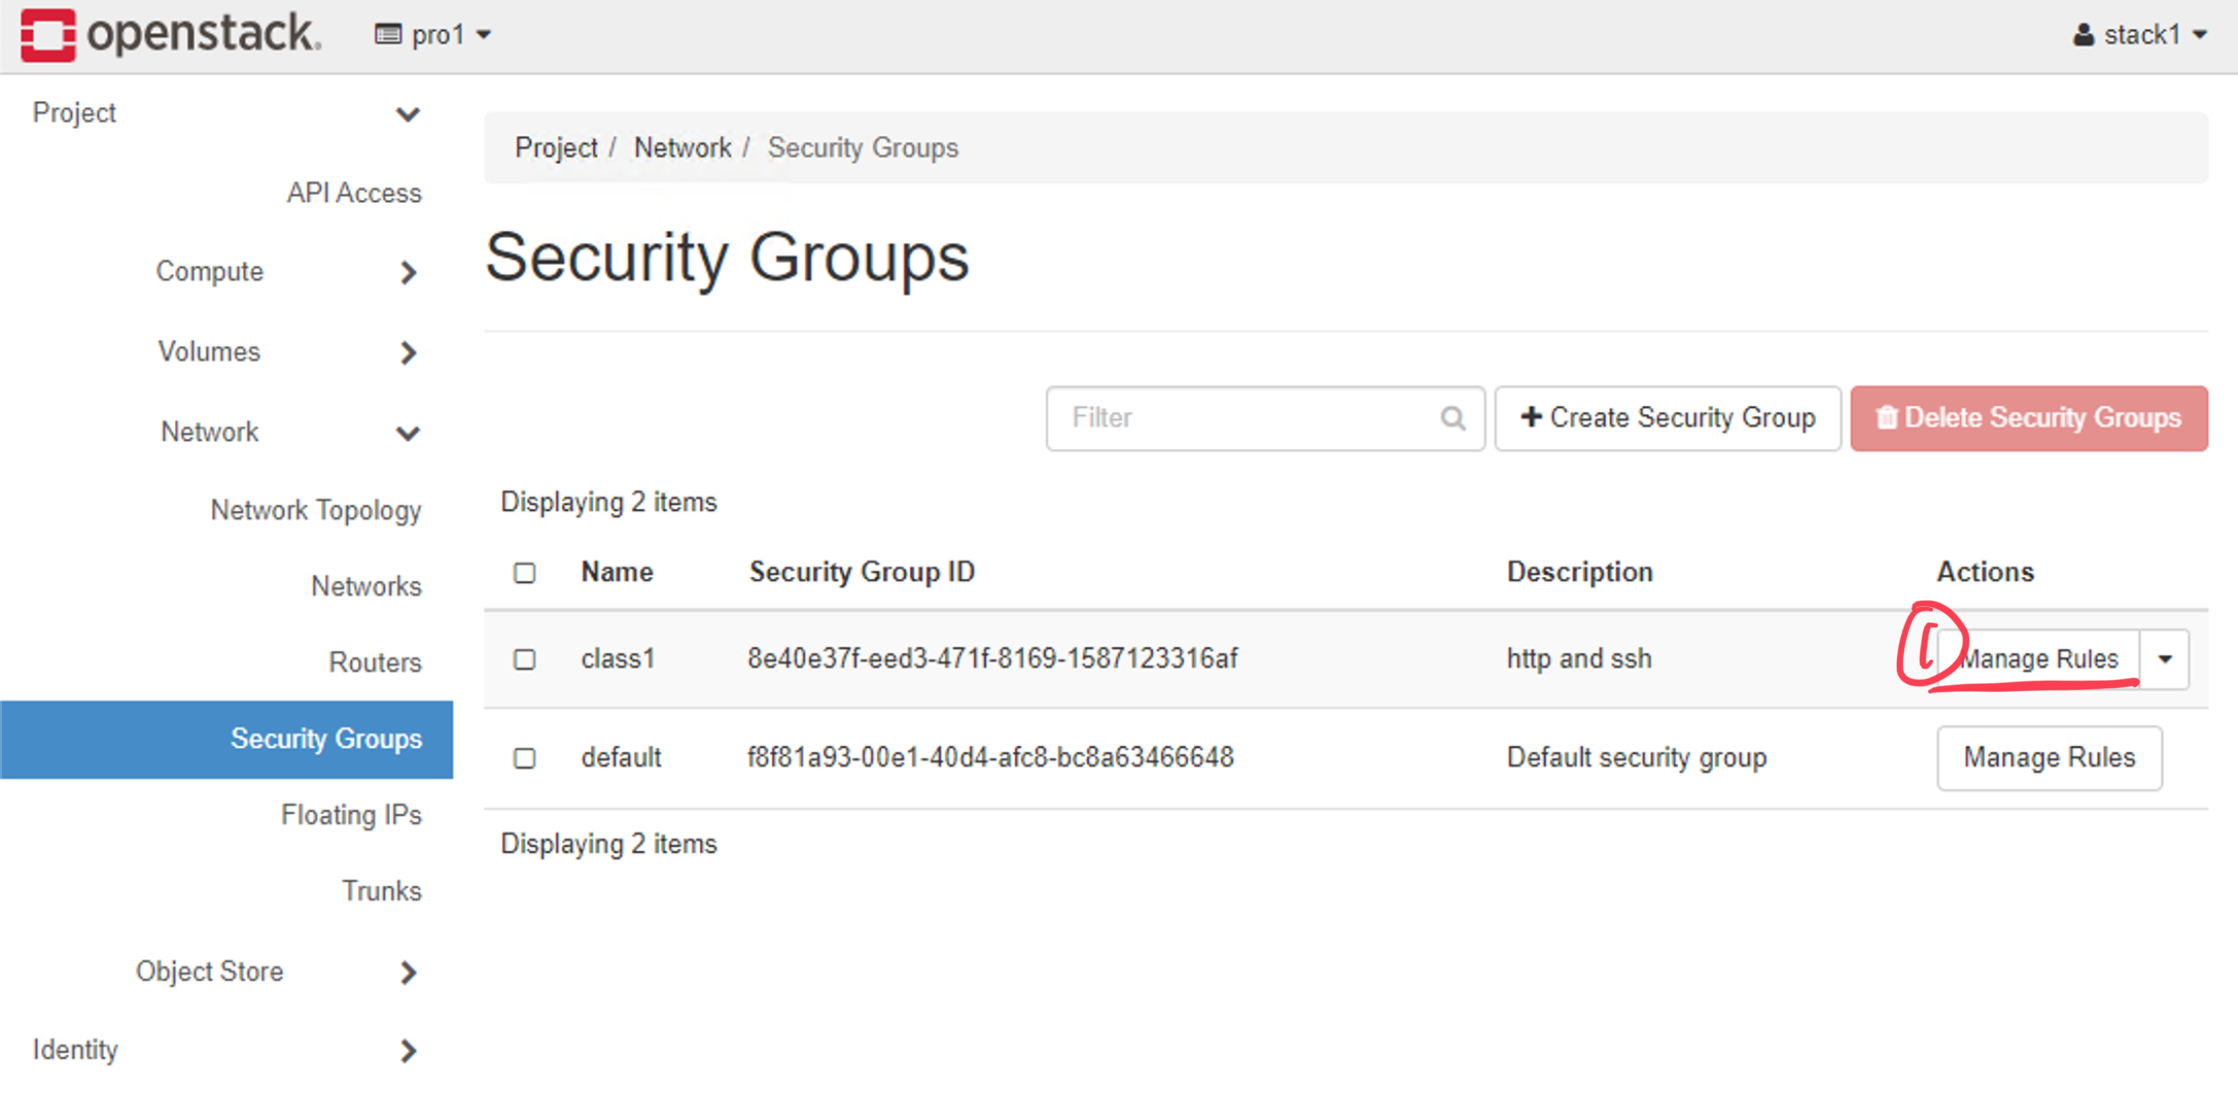 openstack. pro1 stack1
Project
API Access
Compute
Volumes
Network
Network Topology
Networks
Routers
Security Groups
Floating IPs
Trunks
Object Store
Identity
Project / Network / Security Groups
Security Groups
Filter + Create Security Group Delete Security Groups
Displaying 2 items
Name Security Group ID Description Actions
class1 8e40e37f-eed3-471f-8169-1587123316af http and ssh 1 Manage Rules
default f8f81a93-00e1-40d4-afc8-bc8a63466648 Default security group Manage Rules
Displaying 2 items